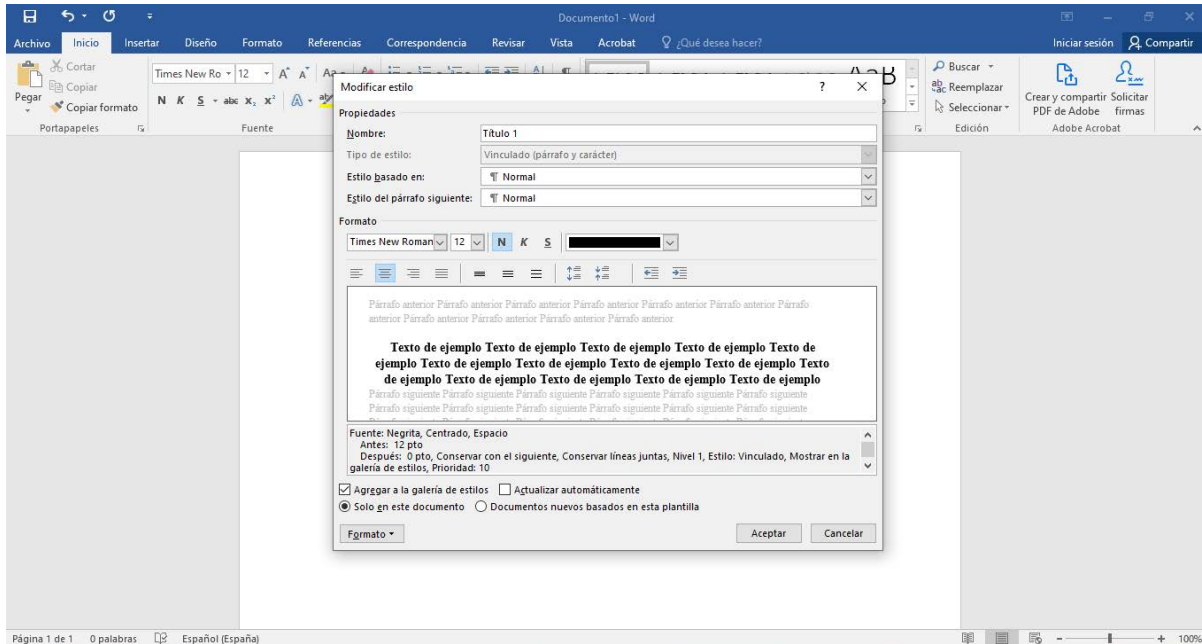 Documento1 - Word
Archivo Inicio Insertar Diseño Formato Referencias Correspondencia Revisar Vista Acrobat ¿Qué desea hacer? Iniciar sesión Compartir
Pegar
Cortar
Copiar
Copiar formato
Portapapeles
Times New Ro 12
N K S abc x₂ x²
Fuente
Buscar
Reemplazar
Seleccionar
Edición
Crear y compartir PDF de Adobe
Solicitar firmas
Adobe Acrobat
Modificar estilo ? ×
Propiedades
Nombre: Título 1
Tipo de estilo: Vinculado (párrafo y carácter)
Estilo basado en: ¶ Normal
Estilo del párrafo siguiente: ¶ Normal
Formato
Times New Roman 12 N K S
Párrafo anterior Párrafo anterior Párrafo anterior Párrafo anterior Párrafo anterior Párrafo anterior Párrafo
anterior Párrafo anterior Párrafo anterior Párrafo anterior Párrafo anterior
Texto de ejemplo Texto de ejemplo Texto de ejemplo Texto de ejemplo Texto de
ejemplo Texto de ejemplo Texto de ejemplo Texto de ejemplo Texto de ejemplo Texto
de ejemplo Texto de ejemplo Texto de ejemplo Texto de ejemplo Texto de ejemplo
Párrafo siguiente Párrafo siguiente Párrafo siguiente Párrafo siguiente Párrafo siguiente Párrafo siguiente
Párrafo siguiente Párrafo siguiente Párrafo siguiente Párrafo siguiente Párrafo siguiente Párrafo siguiente
Fuente: Negrita, Centrado, Espacio
Antes: 12 pto
Después: 0 pto, Conservar con el siguiente, Conservar líneas juntas, Nivel 1, Estilo: Vinculado, Mostrar en la
galería de estilos, Prioridad: 10
Agregar a la galería de estilos Actualizar automáticamente
Solo en este documento Documentos nuevos basados en esta plantilla
Formato Aceptar Cancelar
Página 1 de 1 0 palabras Español (España) 100%